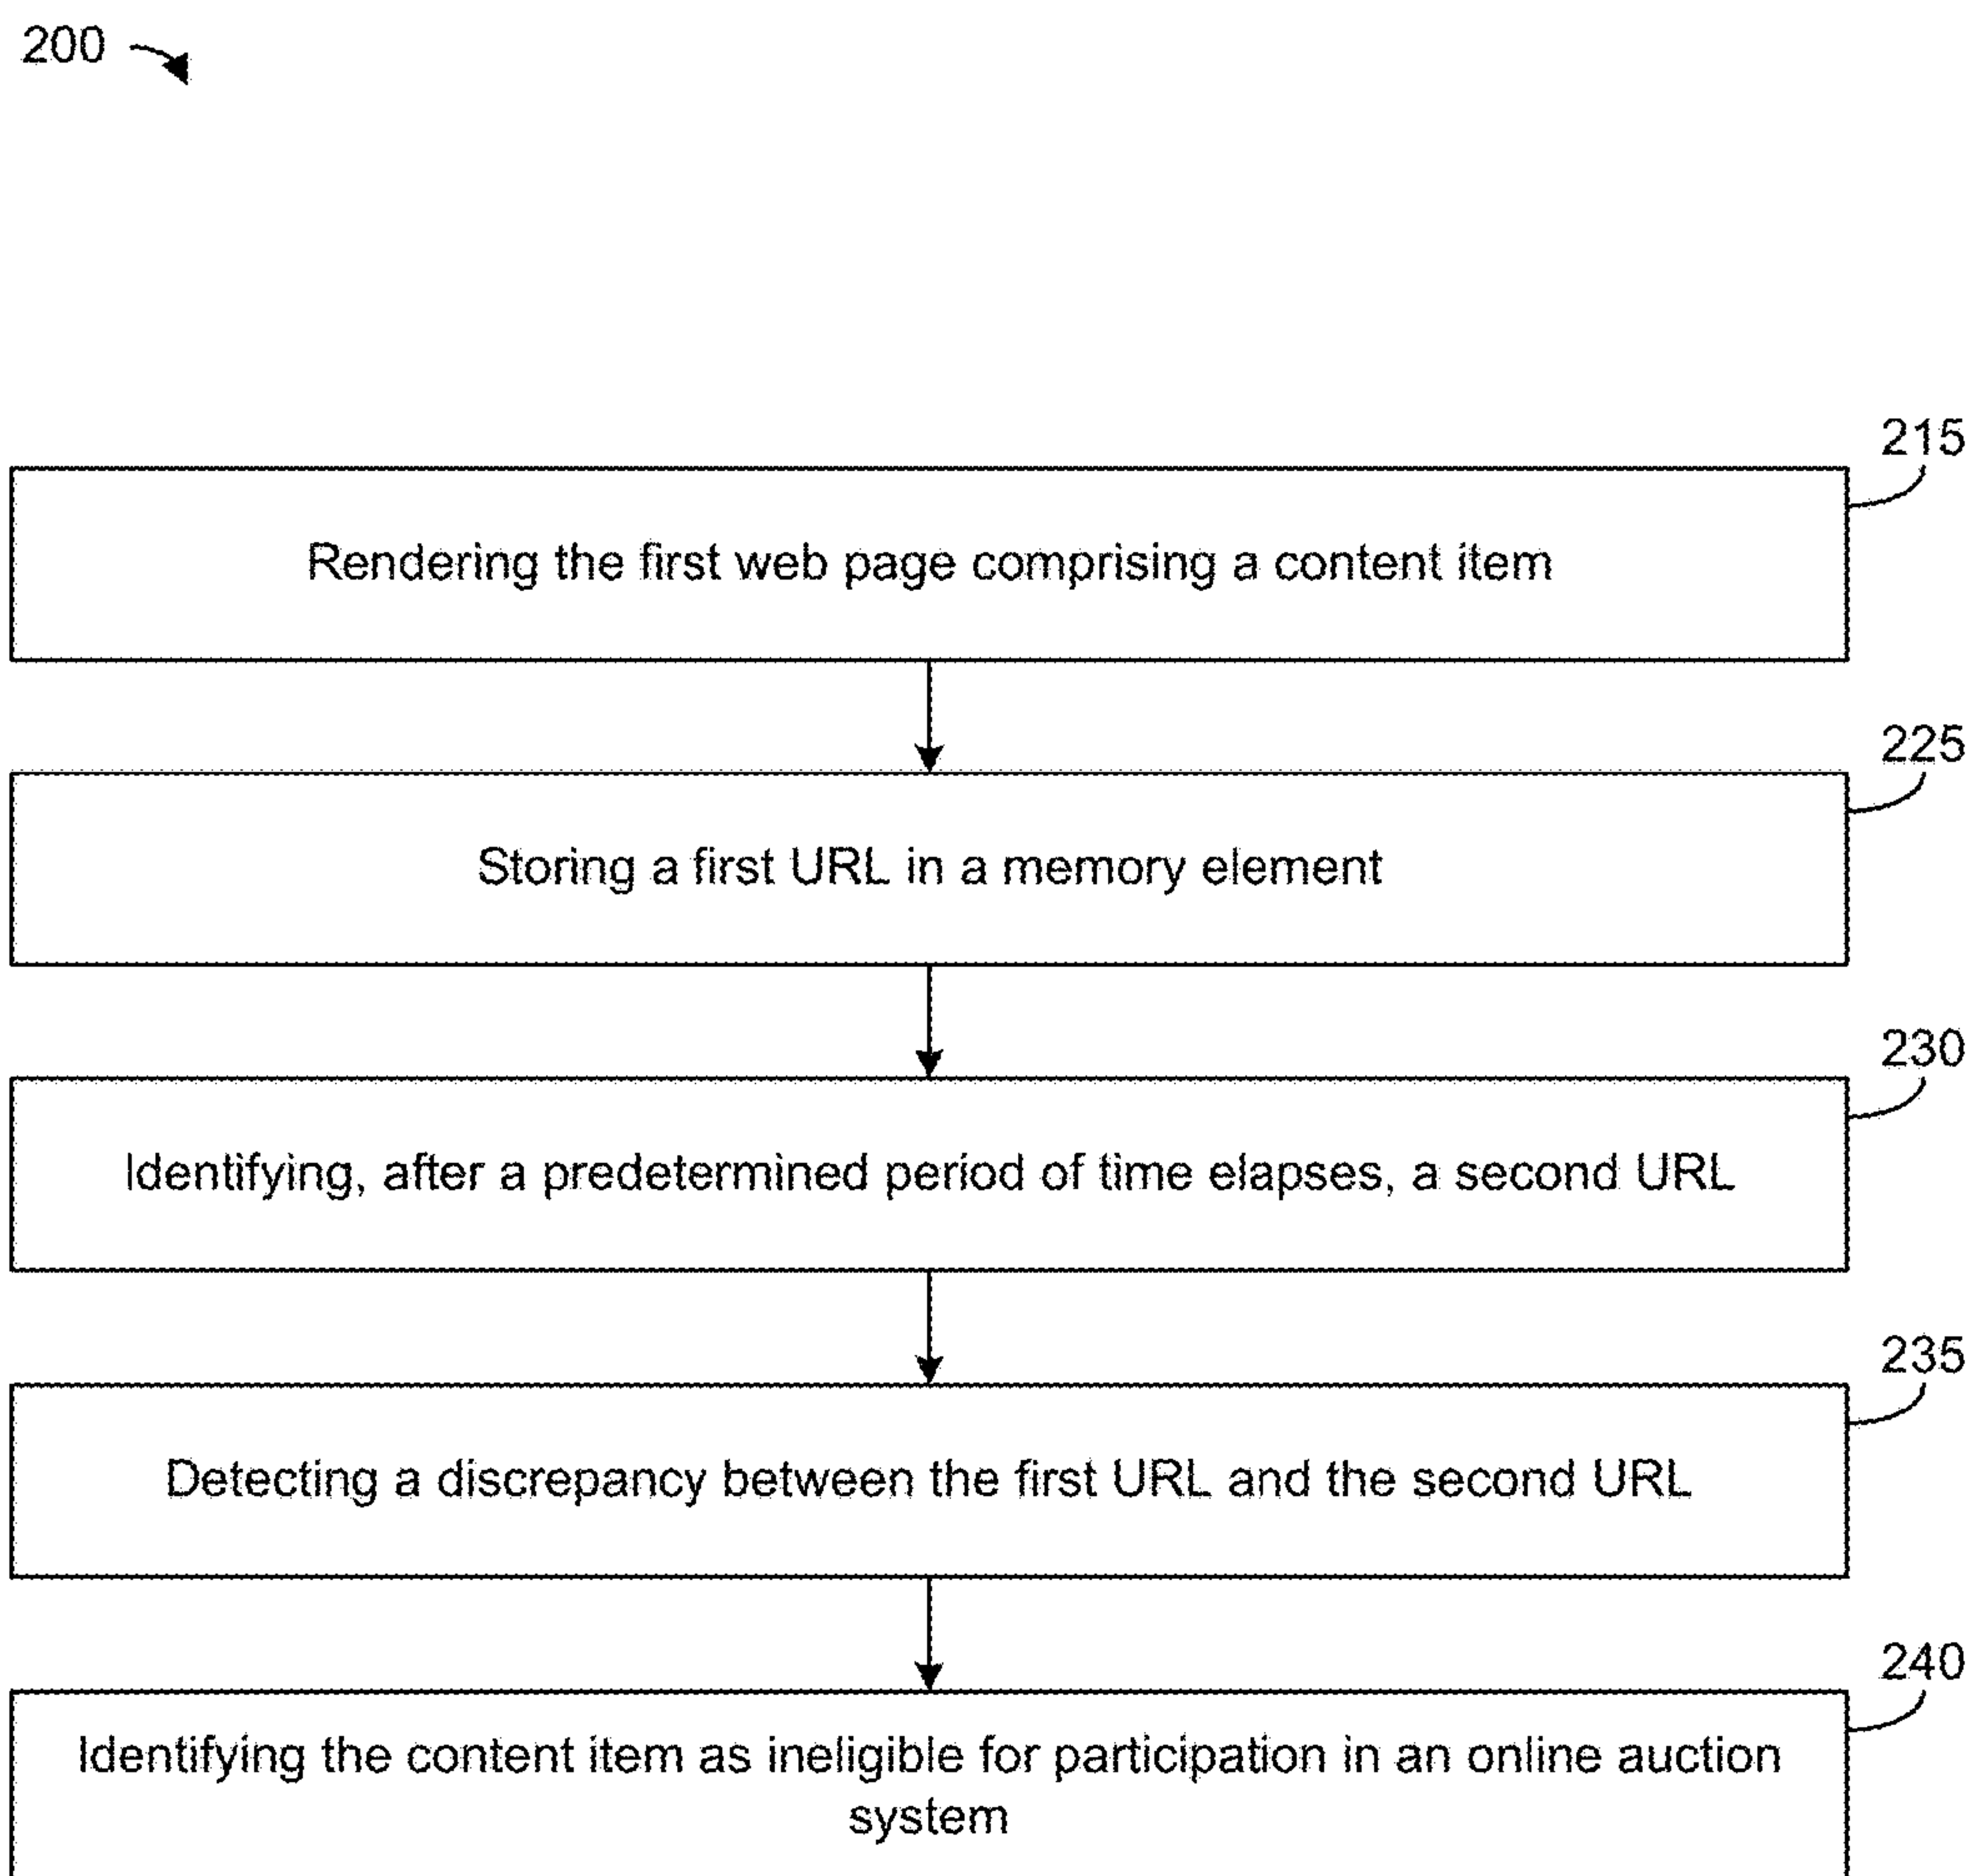 200
215
Rendering the first web page comprising a content item
225
Storing a first URL in a memory element
230
Identifying, after a predetermined period of time elapses, a second URL
235
Detecting a discrepancy between the first URL and the second URL
240
Identifying the content item as ineligible for participation in an online auction
system